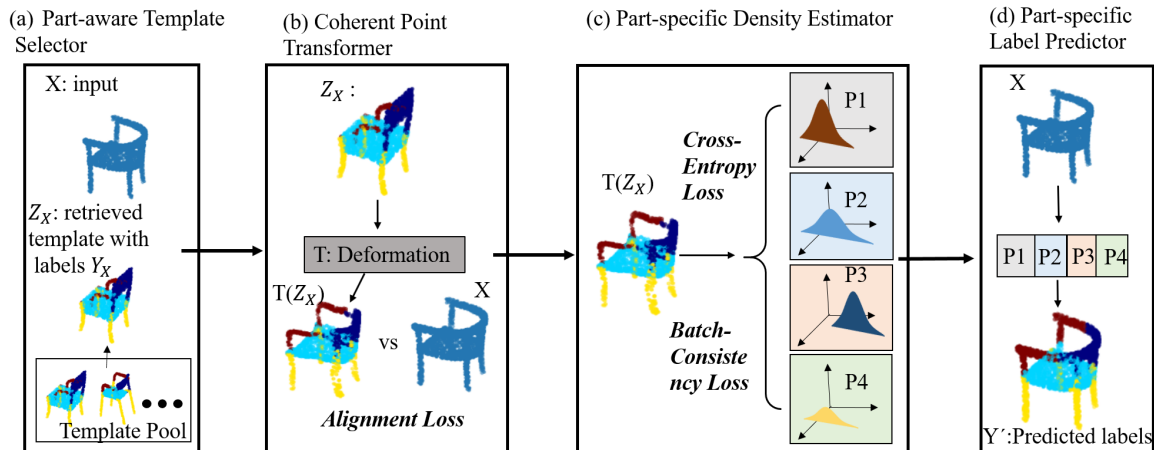 (a) Part-aware Template
Selector
X: input
Z_X: retrieved
template with
labels Y_X
Template Pool
(b) Coherent Point
Transformer
Z_X :
T: Deformation
T(Z_X)
X
vs
Alignment Loss
(c) Part-specific Density Estimator
T(Z_X)
Cross-
Entropy
Loss
Batch-
Consiste
ncy Loss
P1
P2
P3
P4
(d) Part-specific
Label Predictor
X
P1 P2 P3 P4
Y´:Predicted labels